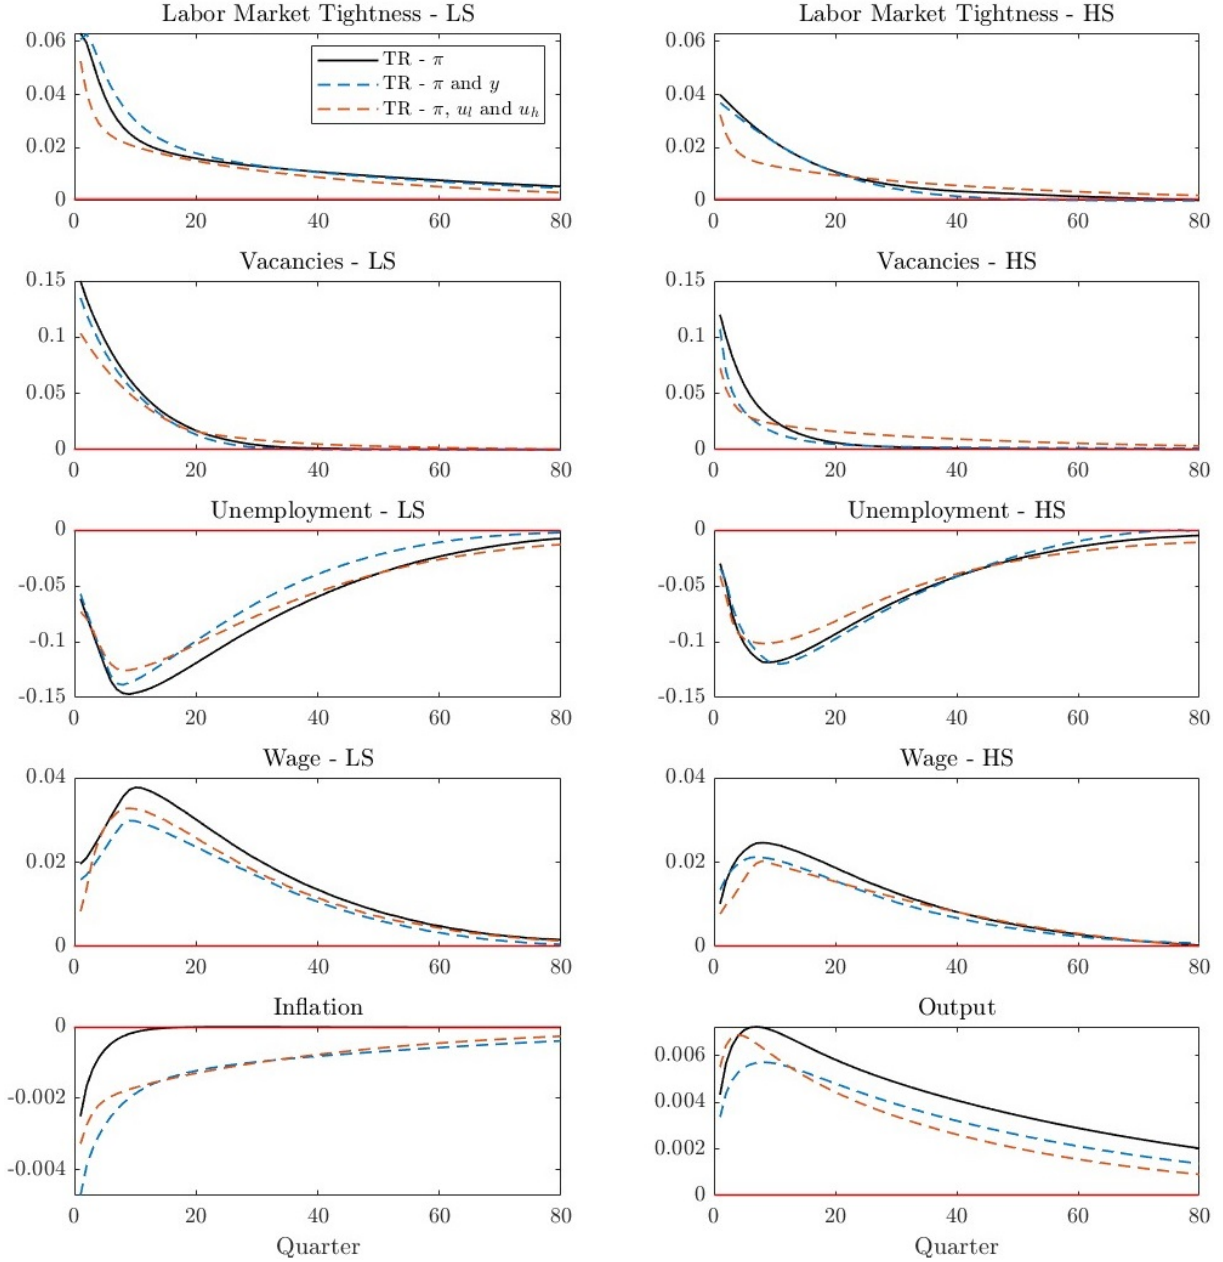 Labor Market Tightness - LS
0.06
0.04
0.02
0
0 20 40 60 80
TR - π
TR - π and y
TR - π, uₗ and uₕ
Labor Market Tightness - HS
0.06
0.04
0.02
0
0 20 40 60 80
Vacancies - LS
0.15
0.1
0.05
0
0 20 40 60 80
Vacancies - HS
0.15
0.1
0.05
0
0 20 40 60 80
Unemployment - LS
0
-0.05
-0.1
-0.15
0 20 40 60 80
Unemployment - HS
0
-0.05
-0.1
-0.15
0 20 40 60 80
Wage - LS
0.04
0.02
0
0 20 40 60 80
Wage - HS
0.04
0.02
0
0 20 40 60 80
Inflation
0
-0.002
-0.004
0 20 40 60 80
Quarter
Output
0.006
0.004
0.002
0
0 20 40 60 80
Quarter